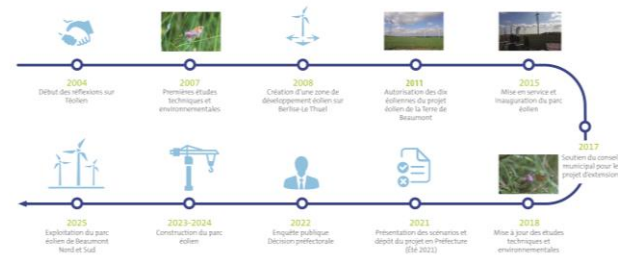 2004
Début des réflexions sur
l'éolien
2007
Premières études
techniques et
environnementales
2008
Création d'une zone de
développement éolien sur
Berlise Le Thuel
2011
Autorisation des dix
éoliennes du projet
éolien de la Terre de
Beaumont
2015
Mise en service et
inauguration du parc
éolien
2017
Soutien du conseil
municipal pour le
projet d'extension
2018
Mise à jour des études
techniques et
environnementales
2021
Présentation des scénarios et
dépôt du projet en Préfecture
(Été 2021)
2022
Enquête publique
Décision préfectorale
2023-2024
Construction du parc
éolien
2025
Exploitation du parc
éolien de Beaumont
Nord et Sud